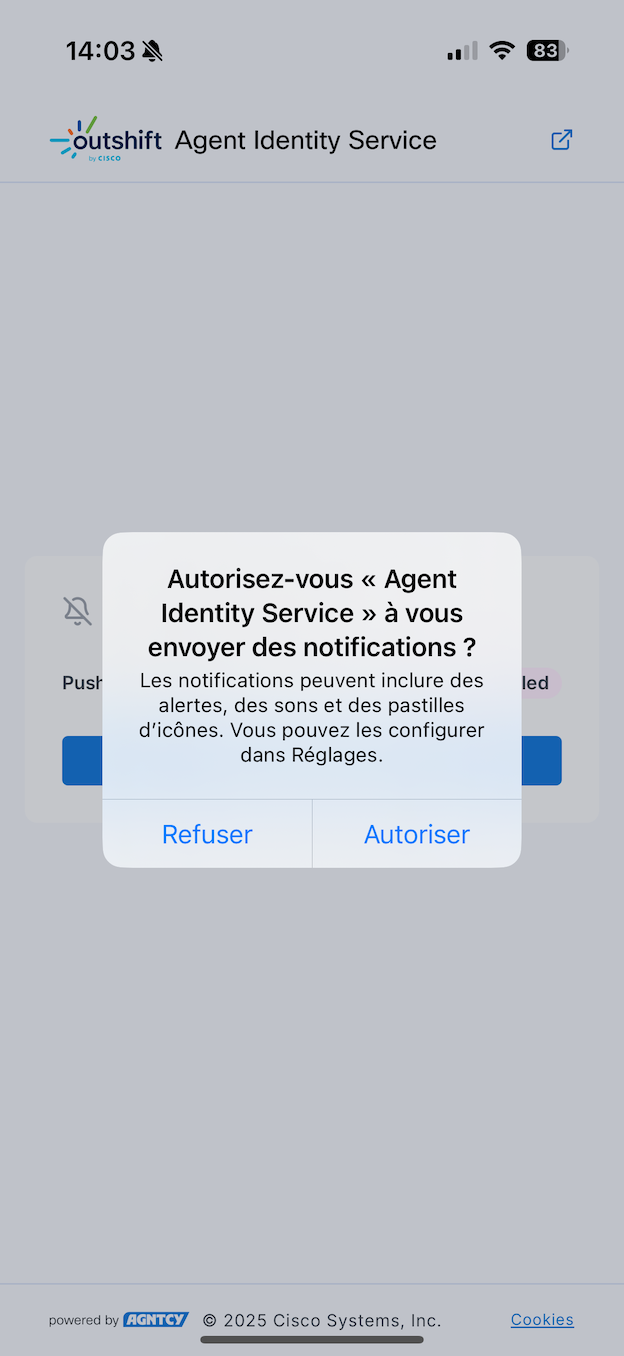 14:03
83
outshift
by CISCO
Agent Identity Service
Autorisez-vous « Agent
Identity Service » à vous
envoyer des notifications ?
Les notifications peuvent inclure des
alertes, des sons et des pastilles
d’icônes. Vous pouvez les configurer
dans Réglages.
Push
led
Refuser
Autoriser
powered by AGNTCY © 2025 Cisco Systems, Inc.
Cookies